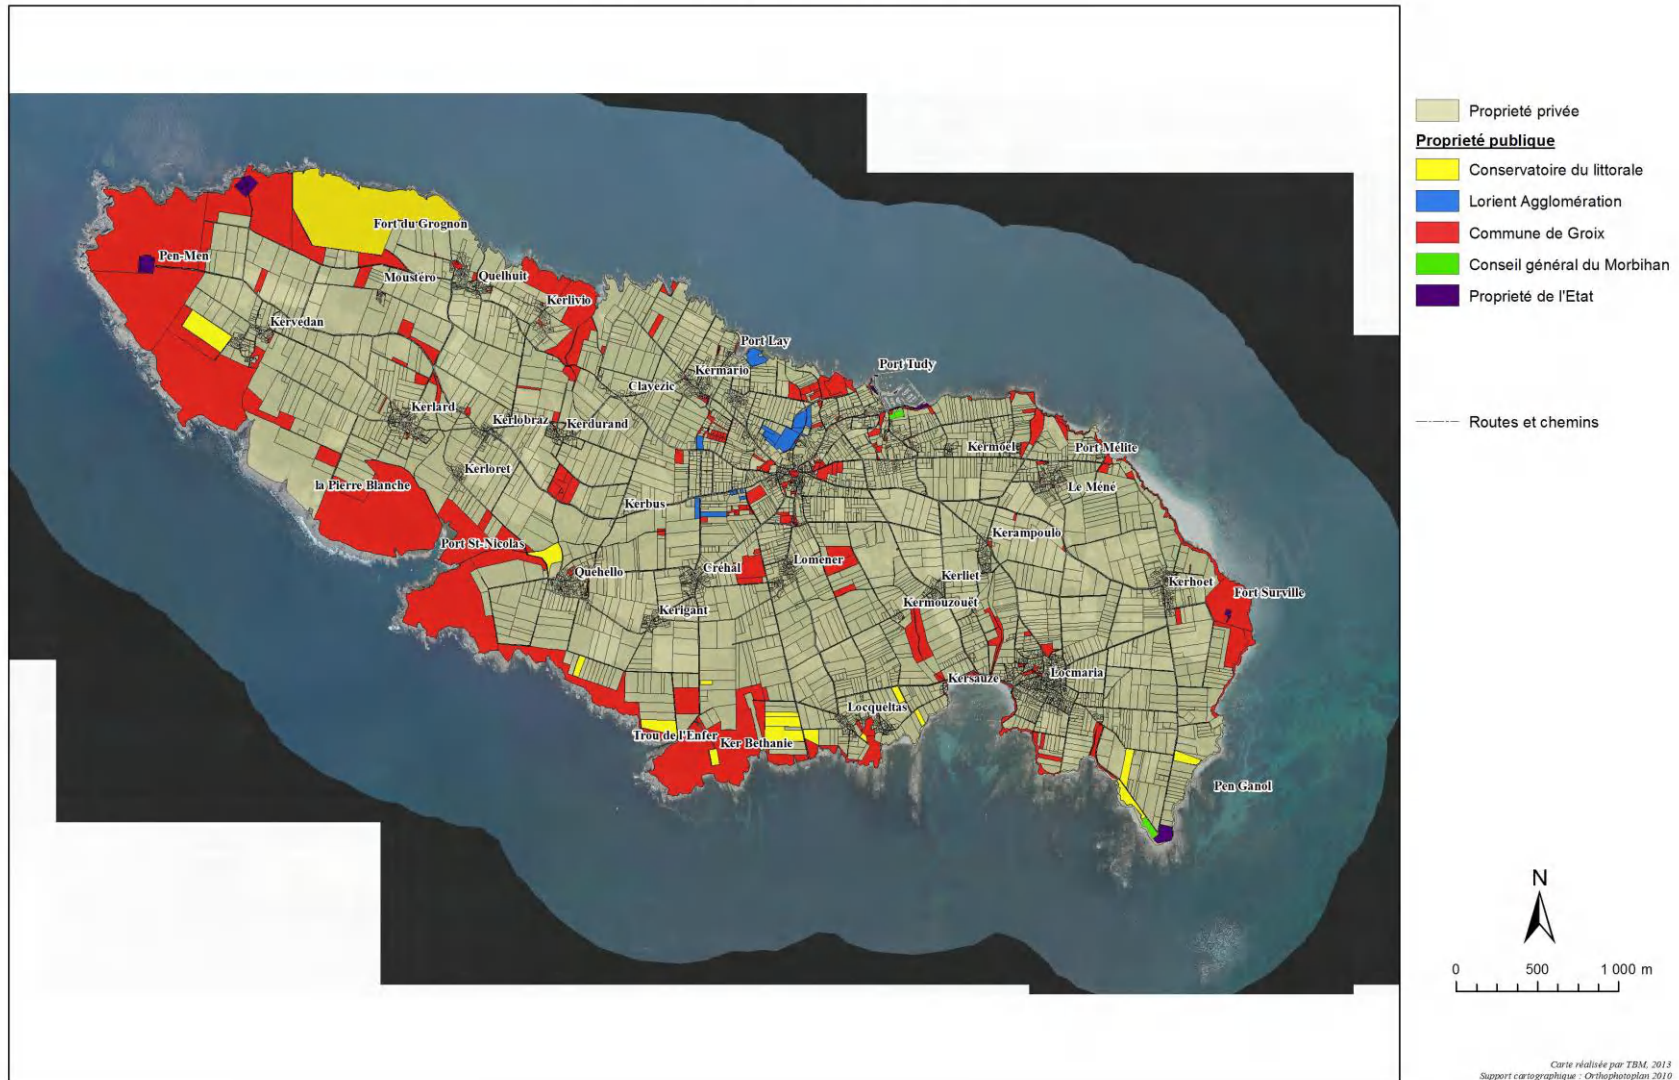 Proprieté privée
Proprieté publique
Conservatoire du littorale
Lorient Agglomération
Commune de Groix
Conseil général du Morbihan
Proprieté de l'Etat
Routes et chemins
Fort du Grognon
Pen-Men
Moustéro
Quelhuit
Kerlivio
Kervedan
Port Lay
Kermario
Port Tudy
Clavezic
Kerlard
Kerlobraz
Kerdurand
Kermoël
Port Mélite
Kerloret
la Pierre Blanche
Le Méné
Kerbus
Port St-Nicolas
Kerampoulo
Quehello
Créhal
Lomener
Kerliet
Kerhoet
Fort Surville
Kerigant
Kermouzouët
Kersauze
Locmaria
Locqueltas
Trou de l'Enfer
Ker Bethanie
Pen Ganol
N
0 500 1 000 m
Carte réalisée par TBM, 2013
Support cartographique : Orthophotoplan 2010